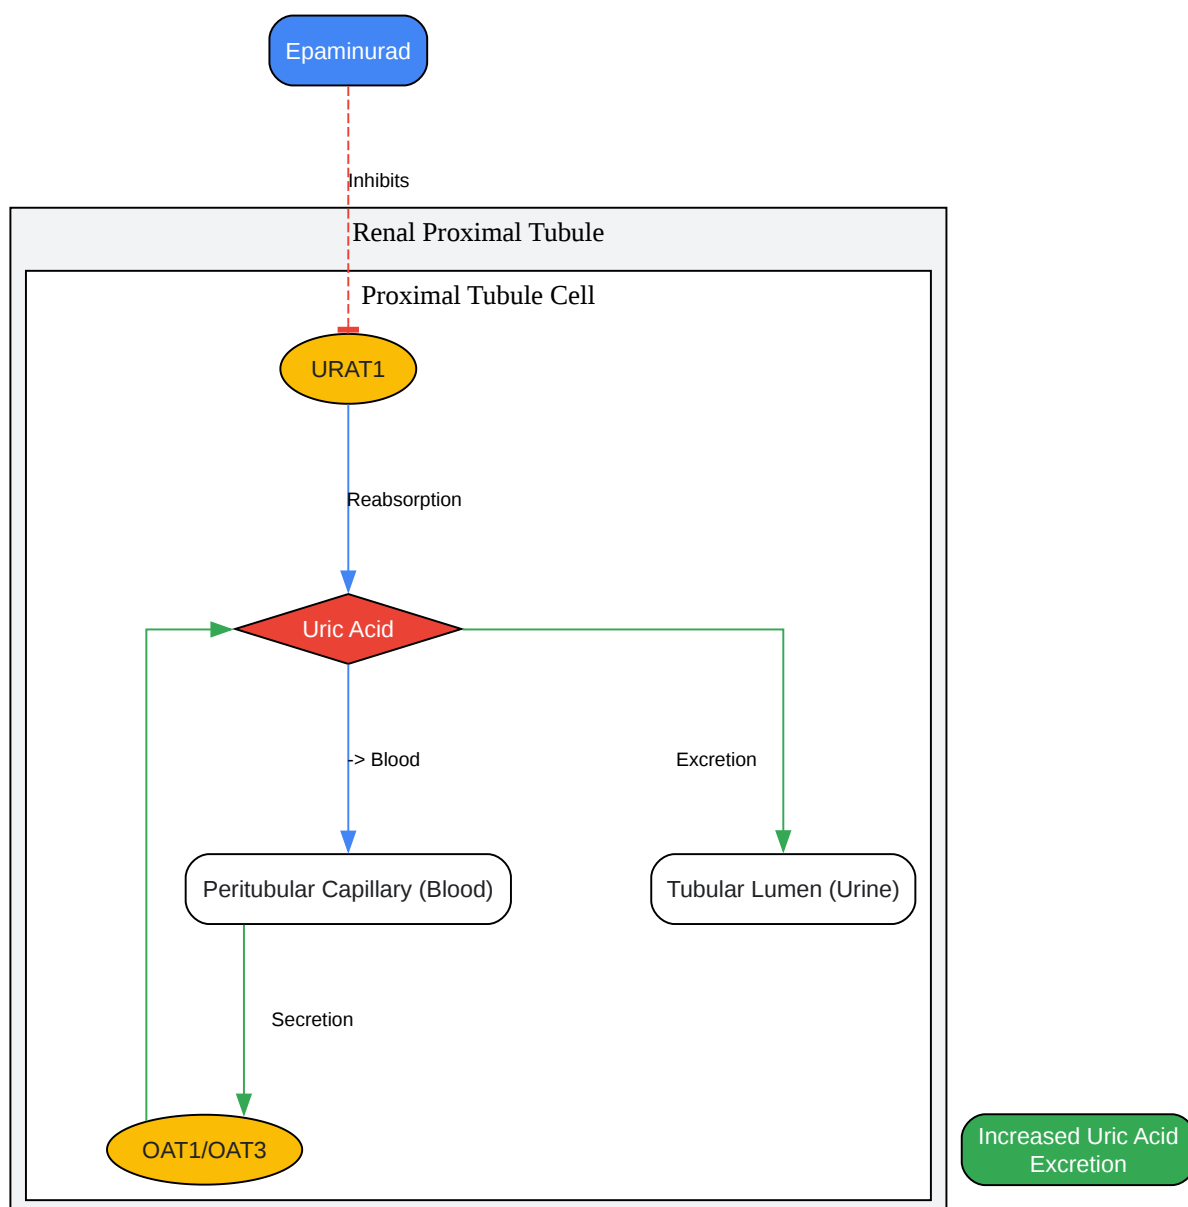 Epaminurad
Inhibits
Renal Proximal Tubule
Proximal Tubule Cell
URAT1
Reabsorption
Uric Acid
-> Blood
Excretion
Peritubular Capillary (Blood)
Tubular Lumen (Urine)
Secretion
OAT1/OAT3
Increased Uric Acid
Excretion